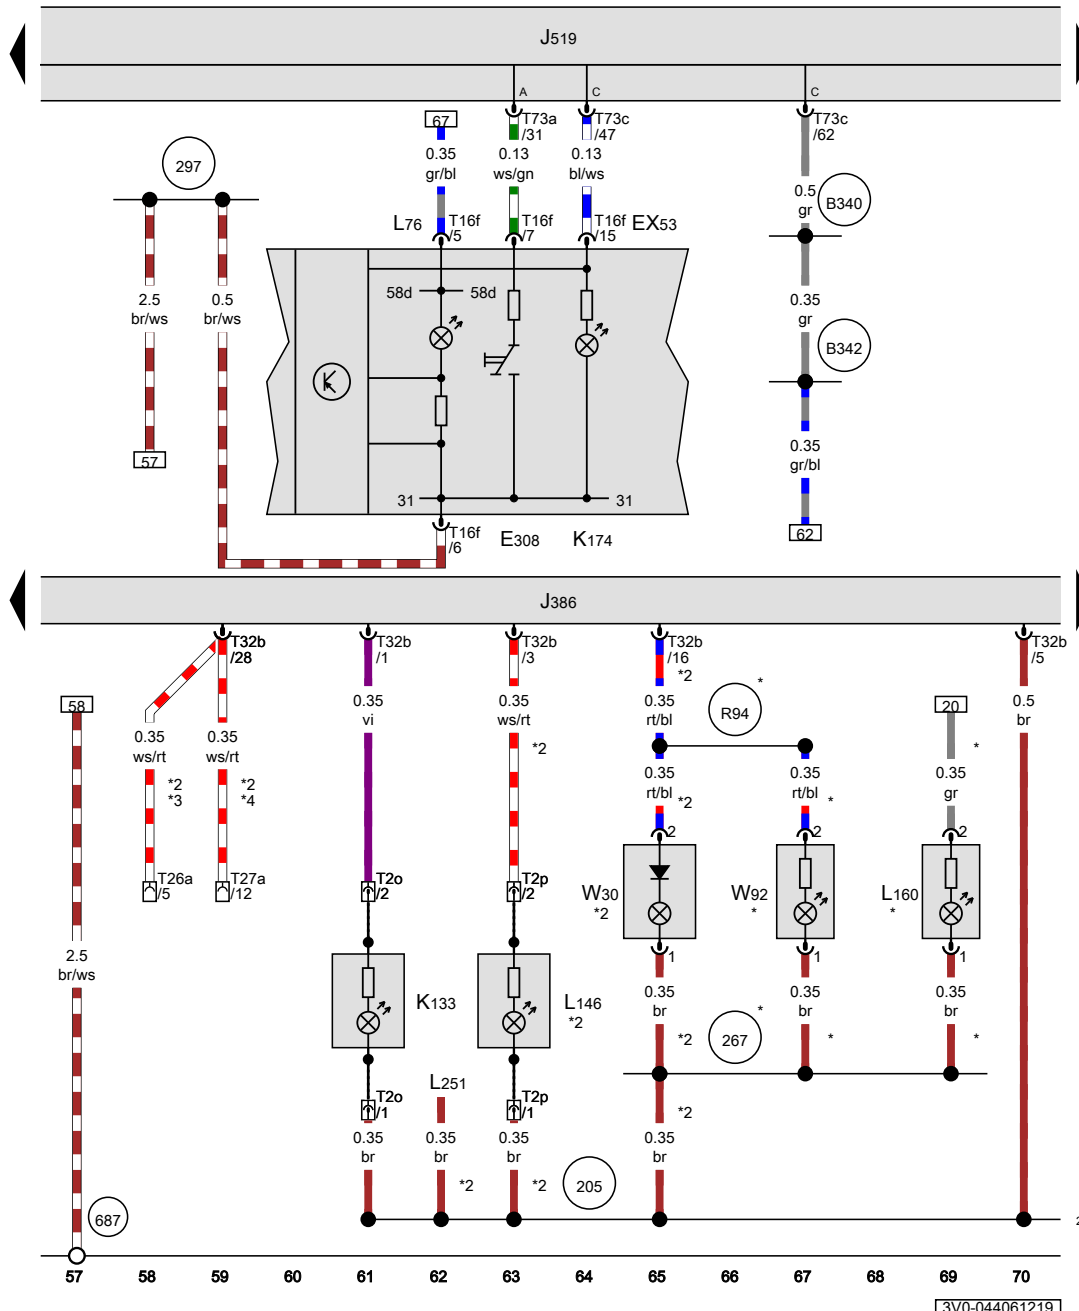 J519
A
C
C
67
T73a
/31
T73c
/47
T73c
/62
297
0.35
gr/bl
0.13
ws/gn
0.13
bl/ws
0.5
gr
B340
L76
T16f
/5
T16f
/7
T16f
/15
EX53
2.5
br/ws
0.5
br/ws
58d
58d
0.35
gr
B342
57
0.35
gr/bl
31
31
T16f
/6
E308
K174
62
J386
T32b
/28
T32b
/1
T32b
/3
T32b
/16
*2
T32b
/5
58
0.35
vi
0.35
ws/rt
*2
0.35
rt/bl
R94
*
20
0.5
br
0.35
ws/rt
*2
*3
0.35
ws/rt
*2
*4
0.35
rt/bl
*2
0.35
rt/bl
*
0.35
gr
*
2
2
2
T26a
/5
T27a
/12
T2o
/2
T2p
/2
W30
*2
W92
*
L160
*
2.5
br/ws
1
1
1
K133
L146
*2
0.35
br
*2
267
*
0.35
br
*
0.35
br
*
L251
T2o
/1
T2p
/1
*2
0.35
br
0.35
br
*2
0.35
br
*2
0.35
br
205
687
2
57 58 59 60 61 62 63 64 65 66 67 68 69 70
3V0-044061219